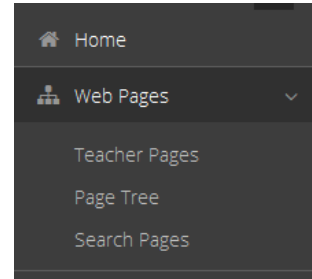 Home
Web Pages
Teacher Pages
Page Tree
Search Pages